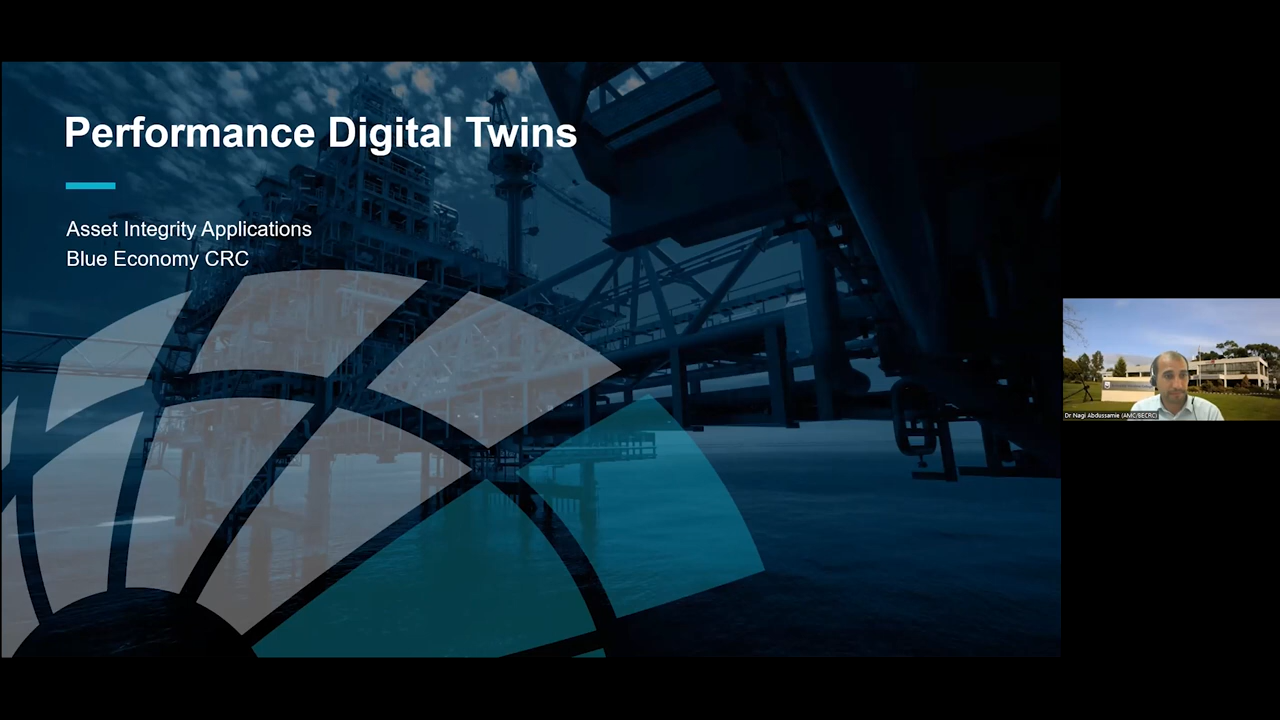 Performance Digital Twins
Asset Integrity Applications
Blue Economy CRC
Dr Nagi Abdussamie (AMC/BECRC)